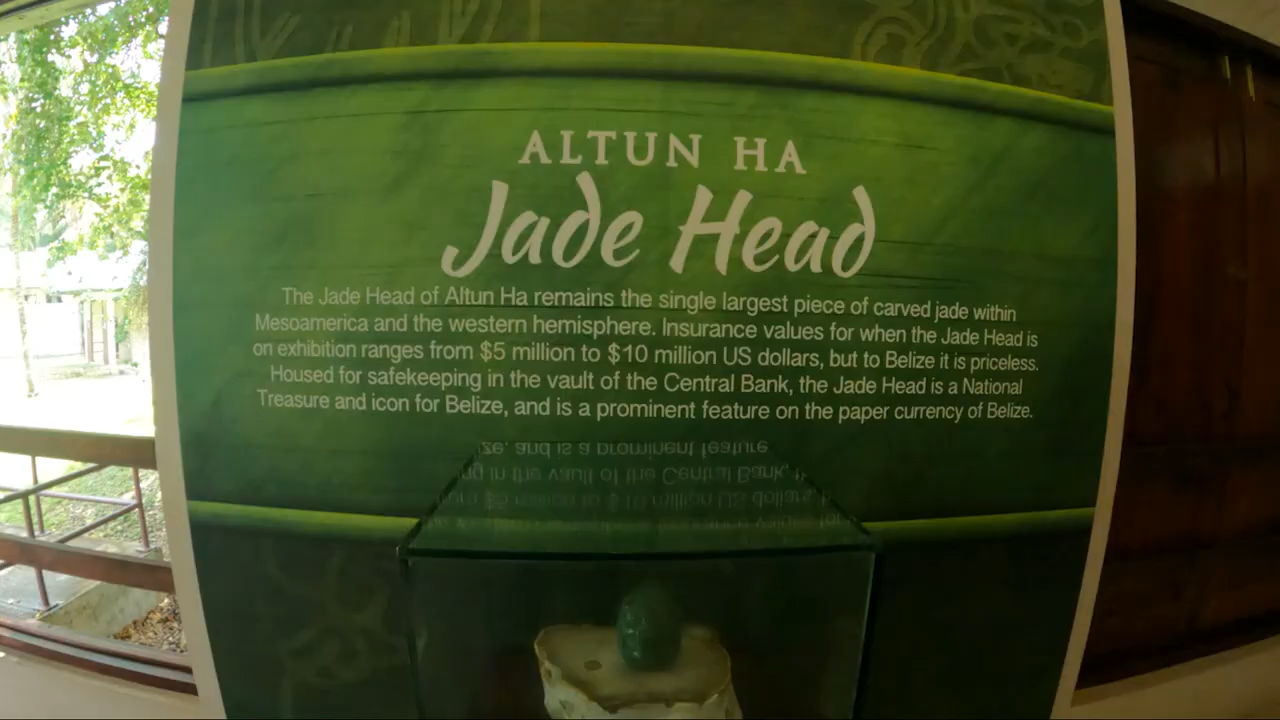 ALTUN HA
Jade Head
The Jade Head of Altun Ha remains the single largest piece of carved jade within
Mesoamerica and the western hemisphere. Insurance values for when the Jade Head is
on exhibition ranges from $5 million to $10 million US dollars, but to Belize it is priceless.
Housed for safekeeping in the vault of the Central Bank, the Jade Head is a National
Treasure and icon for Belize, and is a prominent feature on the paper currency of Belize.